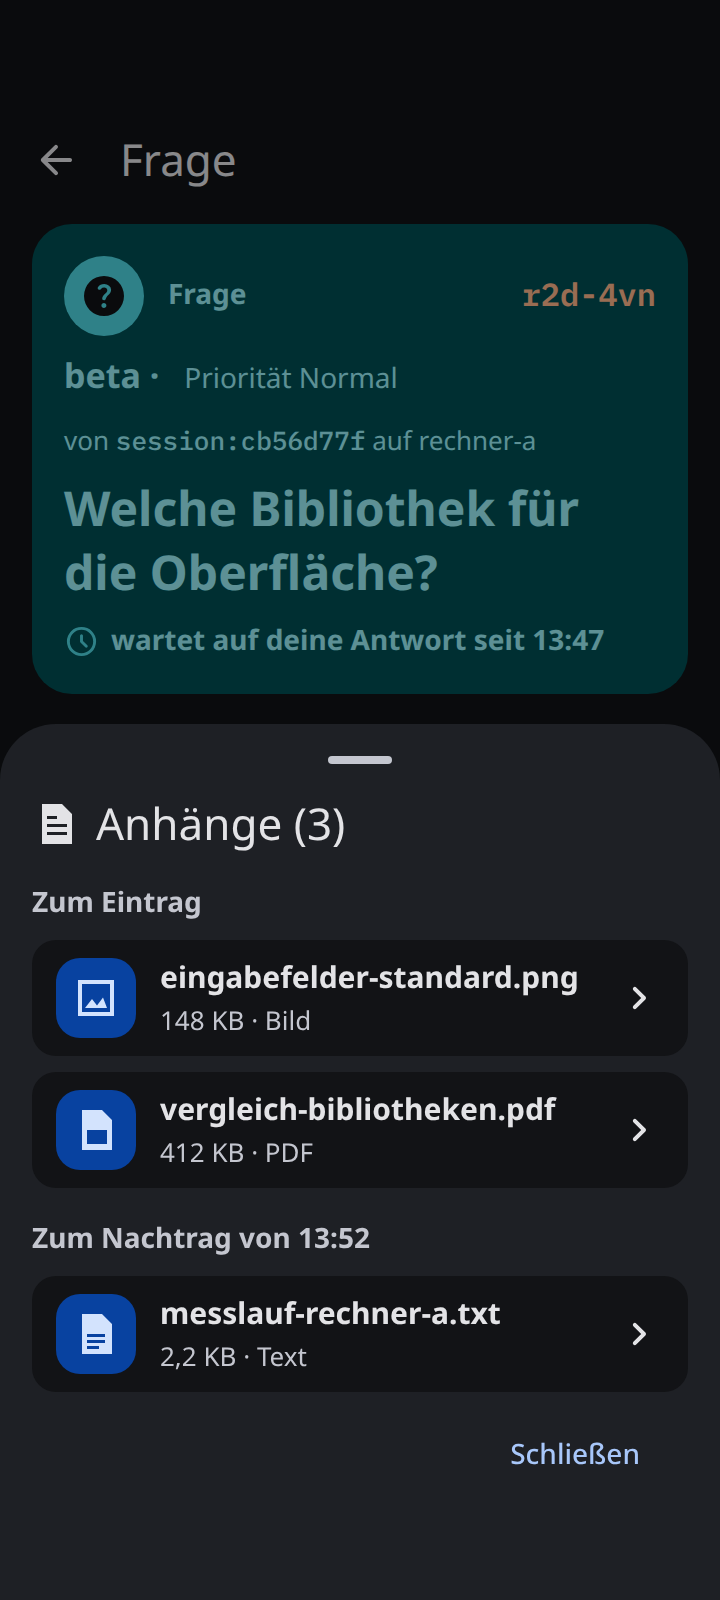 Frage
Frage
r2d-4vn
beta · Priorität Normal
von session:cb56d77f auf rechner-a
Welche Bibliothek für
die Oberfläche?
wartet auf deine Antwort seit 13:47
Anhänge (3)
Zum Eintrag
eingabefelder-standard.png
148 KB · Bild
vergleich-bibliotheken.pdf
412 KB · PDF
Zum Nachtrag von 13:52
messlauf-rechner-a.txt
2,2 KB · Text
Schließen